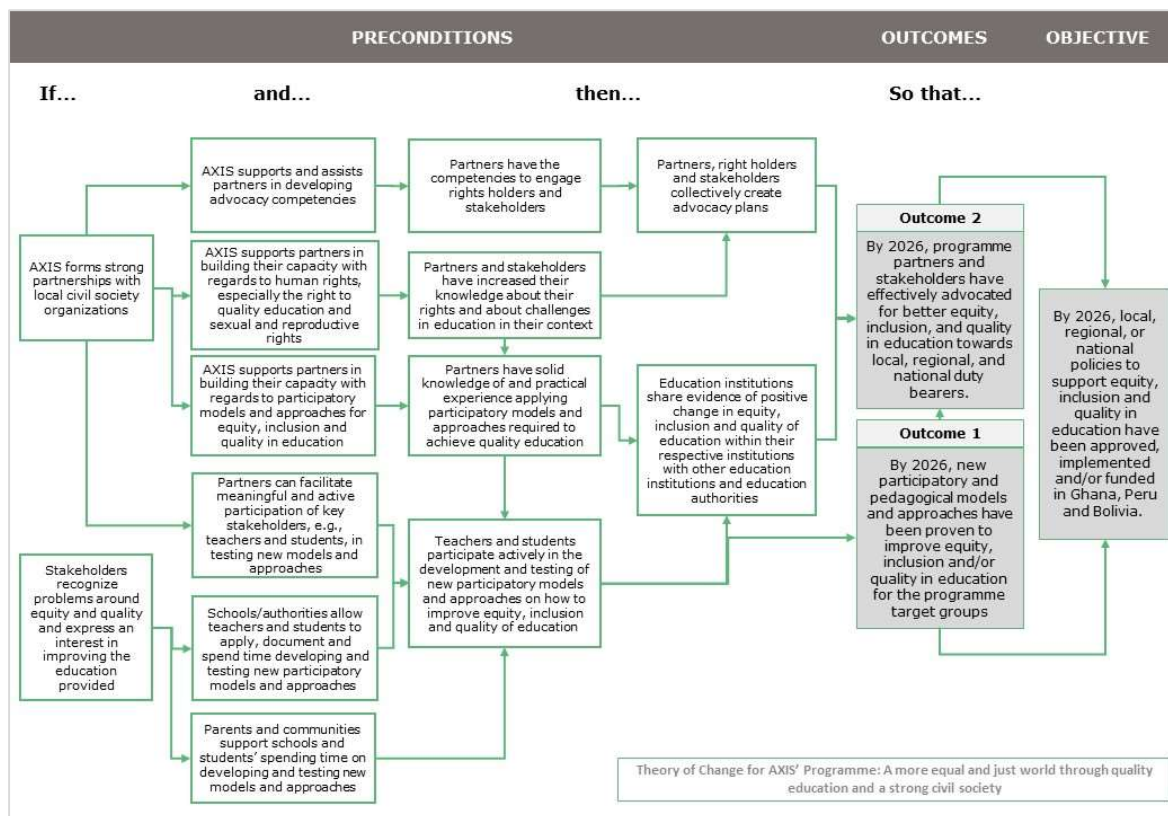 PRECONDITIONS
OUTCOMES
OBJECTIVE
If...
and...
then...
So that...
AXIS forms strong
partnerships with
local civil society
organizations
Stakeholders
recognize problems
around equity and
quality and express an
interest in
improving the
education
provided
AXIS supports and assists
partners in developing
advocacy competencies
AXIS supports partners in
building their capacity with
regards to human rights,
especially the right to
quality education and
sexual and reproductive
rights
AXIS supports partners in
building their capacity with
regards to participatory
models and approaches for
equity, inclusion and
quality in education
Partners can facilitate
meaningful and active
participation of key
stakeholders, e.g.,
teachers and students, in
testing new models and
approaches
Schools/authorities allow
teachers and students to
apply, document and
spend time developing and
testing new participatory
models and approaches
Parents and communities
support schools and
students’ spending time on
developing and testing new
models and approaches
Partners have the
competencies to engage
rights holders and
stakeholders
Partners and stakeholders
have increased their
knowledge about their
rights and about challenges
in education in their context
Partners have solid
knowledge of and practical
experience applying
participatory models and
approaches required to
achieve quality education
Teachers and students
participate actively in the
development and testing of
new participatory models
and approaches on how to
improve equity, inclusion
and quality of education
Partners, right holders
and stakeholders
collectively create
advocacy plans
Education institutions
share evidence of positive
change in equity,
inclusion and quality of
education within their
respective institutions
with other education
institutions and education
authorities
Outcome 2
By 2026, programme
partners and
stakeholders have
effectively advocated
for better equity,
inclusion, and quality
in education towards
local, regional, and
national duty
bearers.
Outcome 1
By 2026, new
participatory and
pedagogical models
and approaches have
been proven to
improve equity,
inclusion and/or
quality in education
for the programme
target groups
By 2026, local,
regional, or
national
policies to
support equity,
inclusion and
quality in
education have
been approved,
implemented
and/or funded
in Ghana, Peru
and Bolivia.
Theory of Change for AXIS’ Programme: A more equal and just world through quality
education and a strong civil society